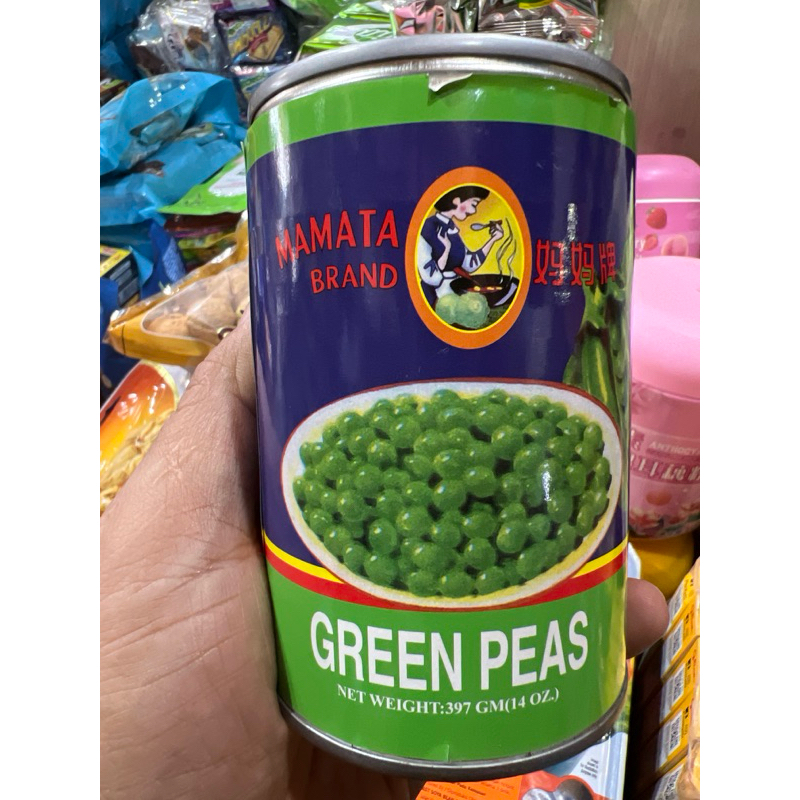 MAMATA
BRAND
妈妈牌
GREEN PEAS
NET WEIGHT:397 GM(14 OZ.)